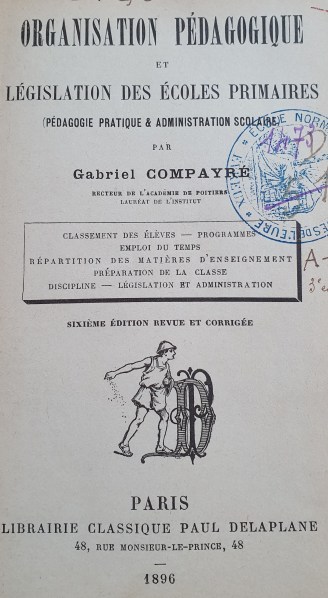 ORGANISATION PÉDAGOGIQUE
ET
LÉGISLATION DES ÉCOLES PRIMAIRES
(PÉDAGOGIE PRATIQUE & ADMINISTRATION SCOLAIRE)
PAR
Gabriel COMPAYRÉ
RECTEUR DE L'ACADÉMIE DE POITIERS
LAURÉAT DE L'INSTITUT
ÉCOLE NORM
CLASSEMENT DES ÉLÈVES — PROGRAMMES
EMPLOI DU TEMPS
RÉPARTITION DES MATIÈRES D'ENSEIGNEMENT
PRÉPARATION DE LA CLASSE
DISCIPLINE — LÉGISLATION ET ADMINISTRATION
SIXIÈME ÉDITION REVUE ET CORRIGÉE
PARIS
LIBRAIRIE CLASSIQUE PAUL DELAPLANE
48, RUE MONSIEUR-LE-PRINCE, 48
1896